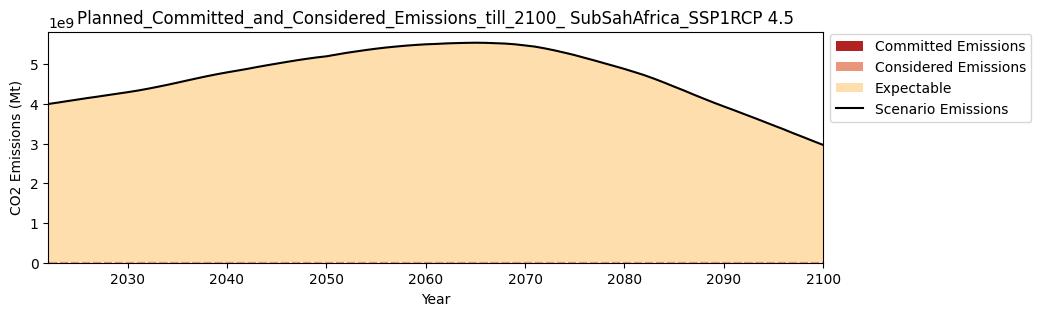 Planned_Committed_and_Considered_Emissions_till_2100_ SubSahAfrica_SSP1RCP 4.5
1e9
Committed Emissions
Considered Emissions
Expectable
Scenario Emissions
CO2 Emissions (Mt)
5
4
3
2
1
0
2030 2040 2050 2060 2070 2080 2090 2100
Year